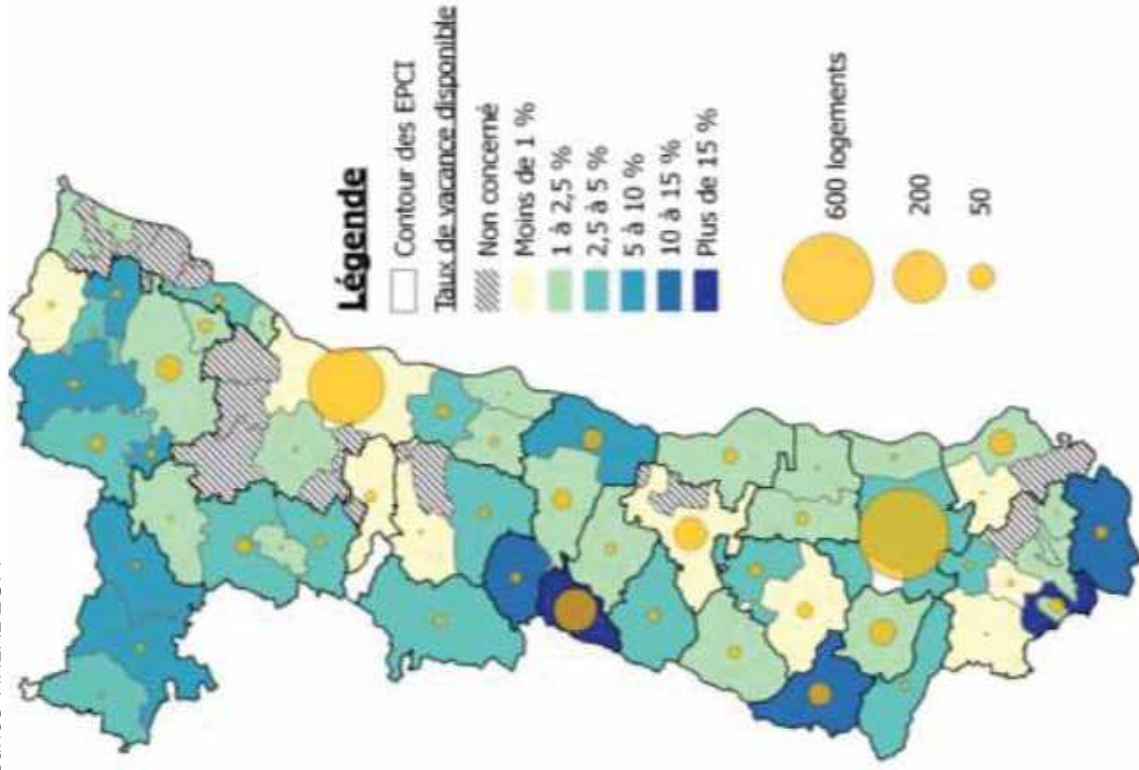 Légende
Contour des EPCI
Taux de vacance disponible
Non concerné
Moins de 1 %
1 à 2,5 %
2,5 à 5 %
5 à 10 %
10 à 15 %
Plus de 15 %
600 logements
200
50